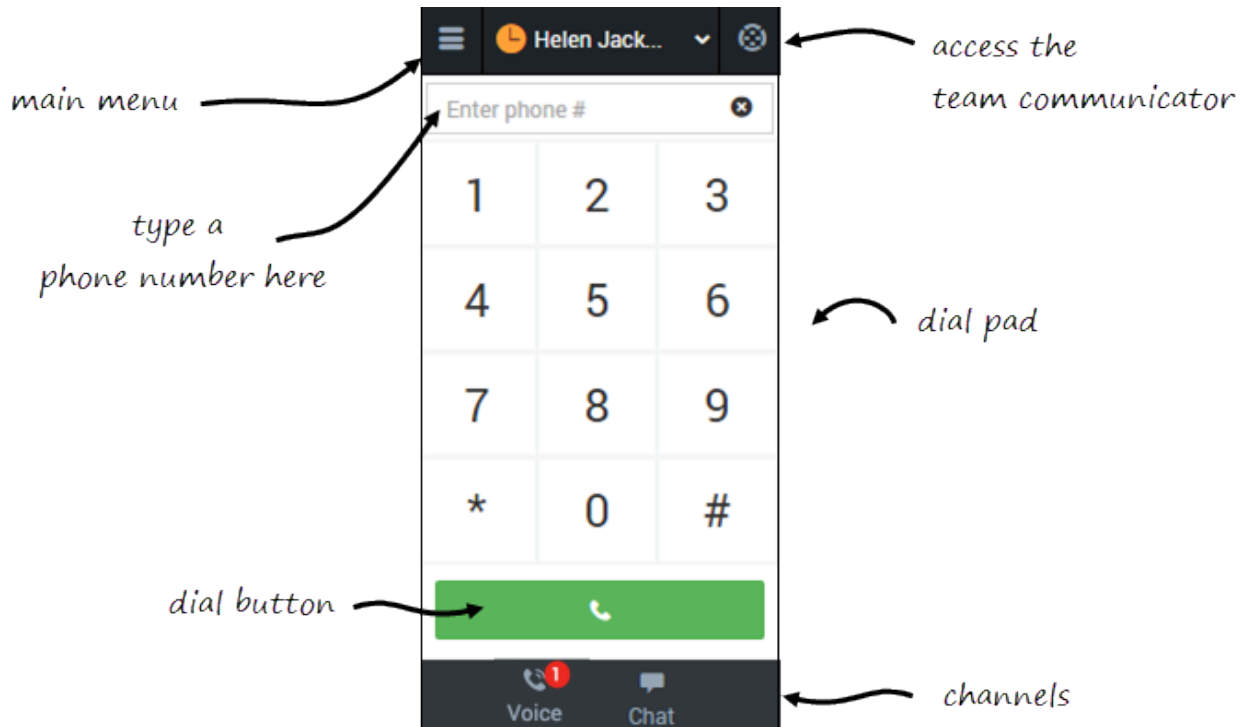 Helen Jack...
access the
team communicator
main menu
Enter phone #
type a
phone number here
1 2 3
4 5 6
dial pad
7 8 9
* 0 #
dial button
1
Voice Chat
channels